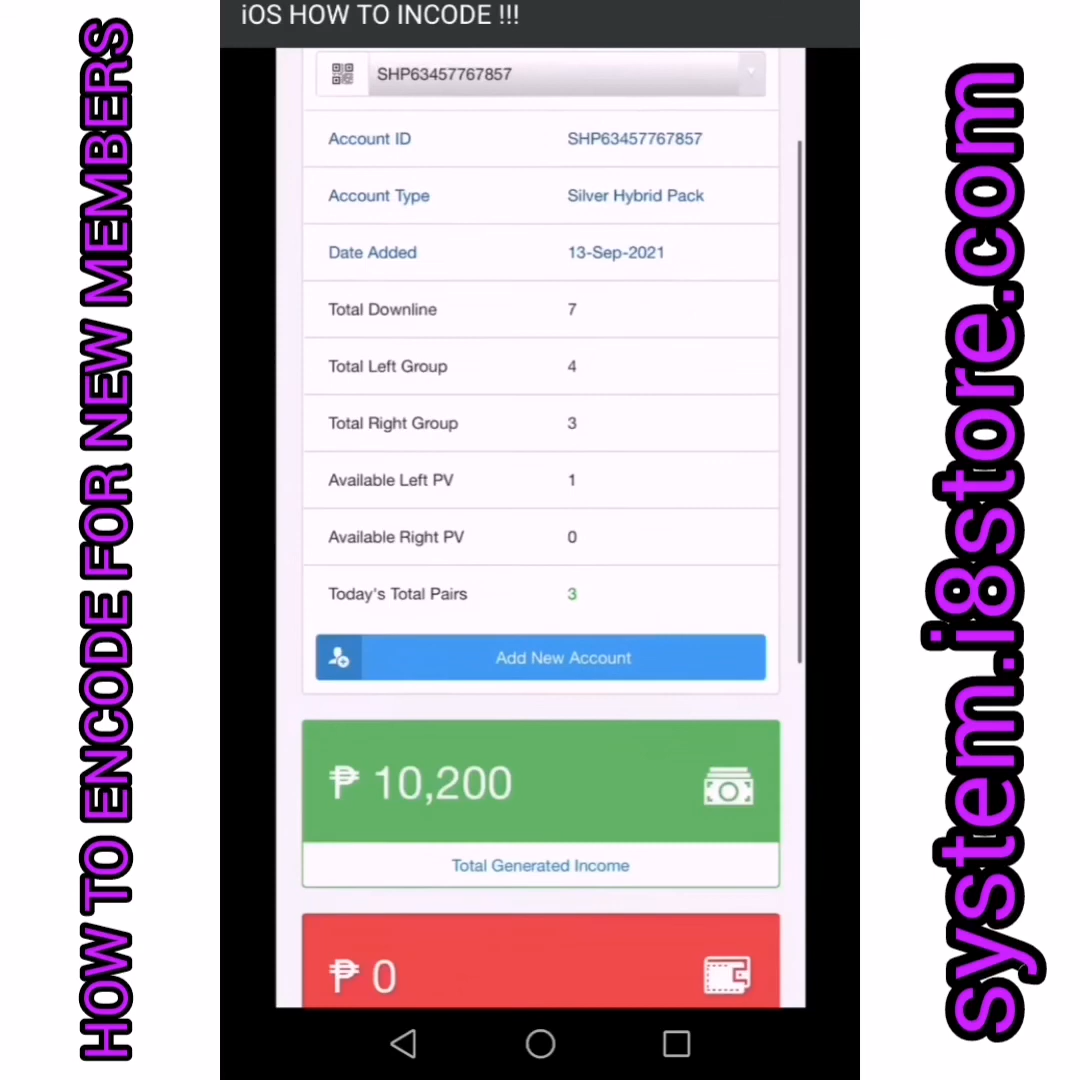 HOW TO ENCODE FOR NEW MEMBERS
iOS HOW TO INCODE !!!
SHP63457767857
Account ID SHP63457767857
Account Type Silver Hybrid Pack
Date Added 13-Sep-2021
Total Downline 7
Total Left Group 4
Total Right Group 3
Available Left PV 1
Available Right PV 0
Today's Total Pairs 3
Add New Account
₱ 10,200
Total Generated Income
₱ 0
system.i8store.com